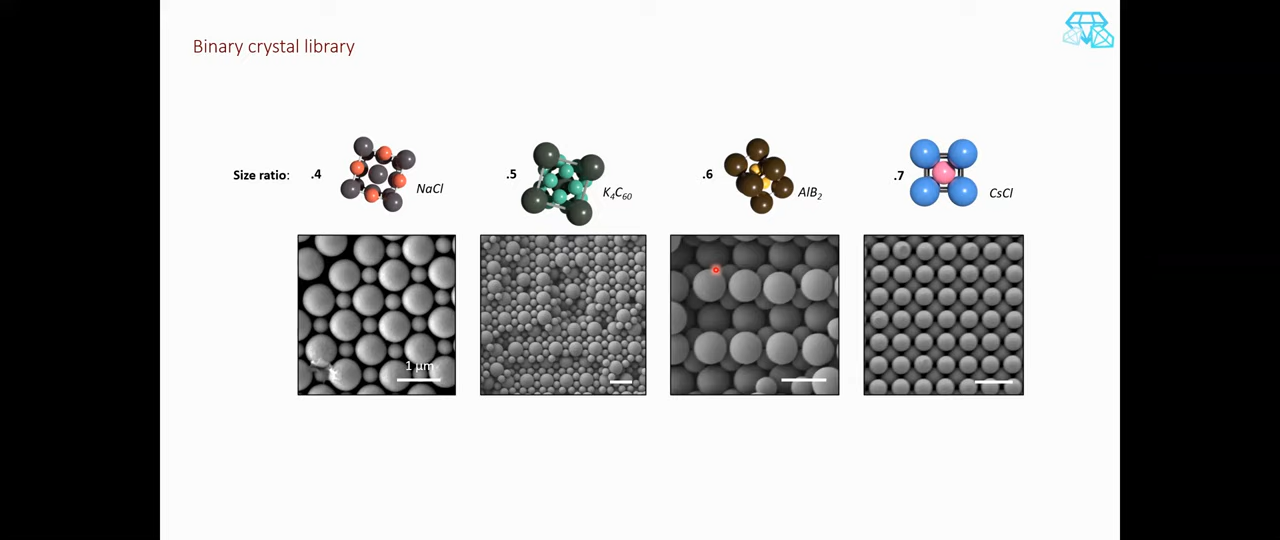 Binary crystal library
Size ratio: .4 NaCl .5 K₄C₆₀ .6 AlB₂ .7 CsCl
1 μm